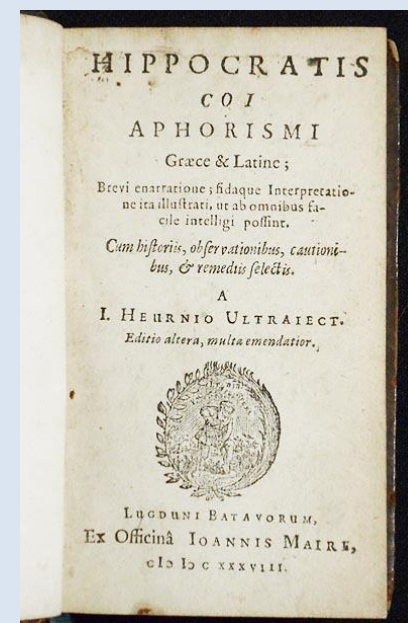 HIPPOCRATIS
COI
APHORISMI
Græce & Latine;
Brevi enarratione; fidaque Interpretatio-
ne ita illustrati, ut ab omnibus fa-
cile intelligi possint.
Cum historiis, observationibus, cautioni-
bus, & remediis selectis.
A
I. HEURNIO ULTRAIECT.
Editio altera, multa emendatior.
LUGDUNI BATAVORUM,
Ex Officinâ IOANNIS MAIRE,
cIɔ Iɔ C XXXVIII.